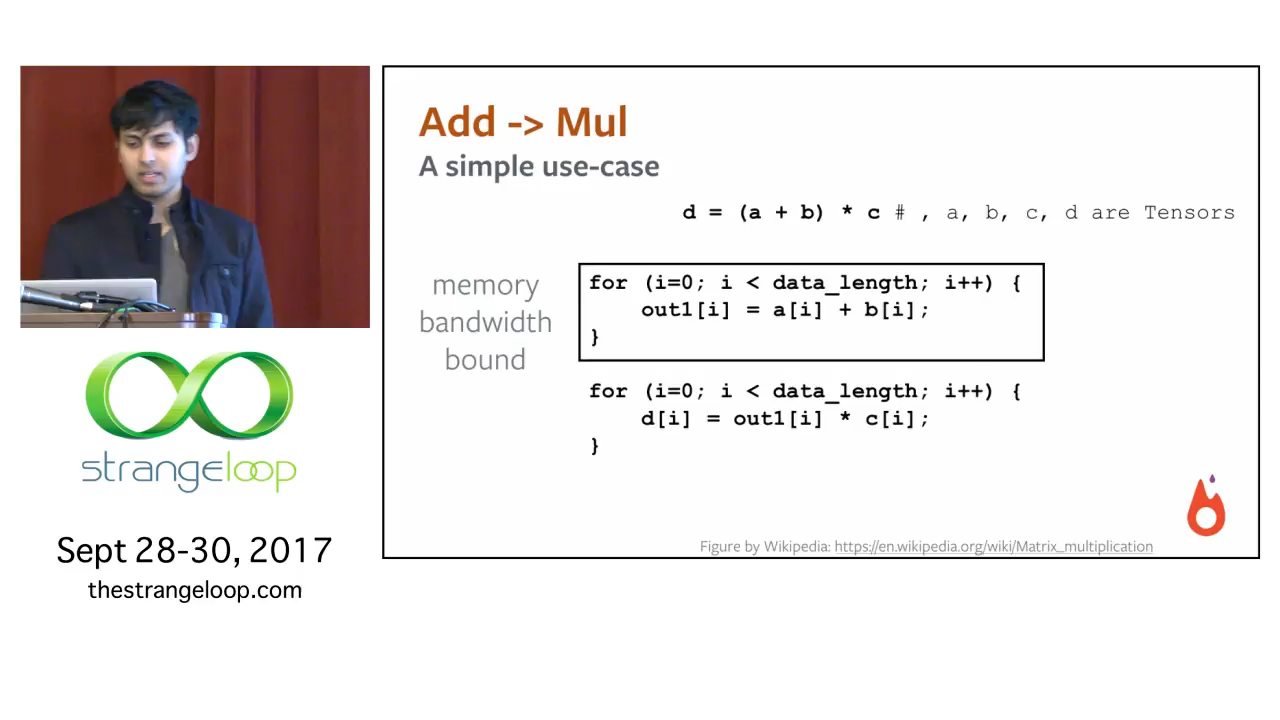 Add -> Mul
A simple use-case
d = (a + b) * c # , a, b, c, d are Tensors
memory
bandwidth
bound
for (i=0; i < data_length; i++) {
out1[i] = a[i] + b[i];
}
for (i=0; i < data_length; i++) {
d[i] = out1[i] * c[i];
}
Figure by Wikipedia: https://en.wikipedia.org/wiki/Matrix_multiplication
strangeloop
Sept 28-30, 2017
thestrangeloop.com